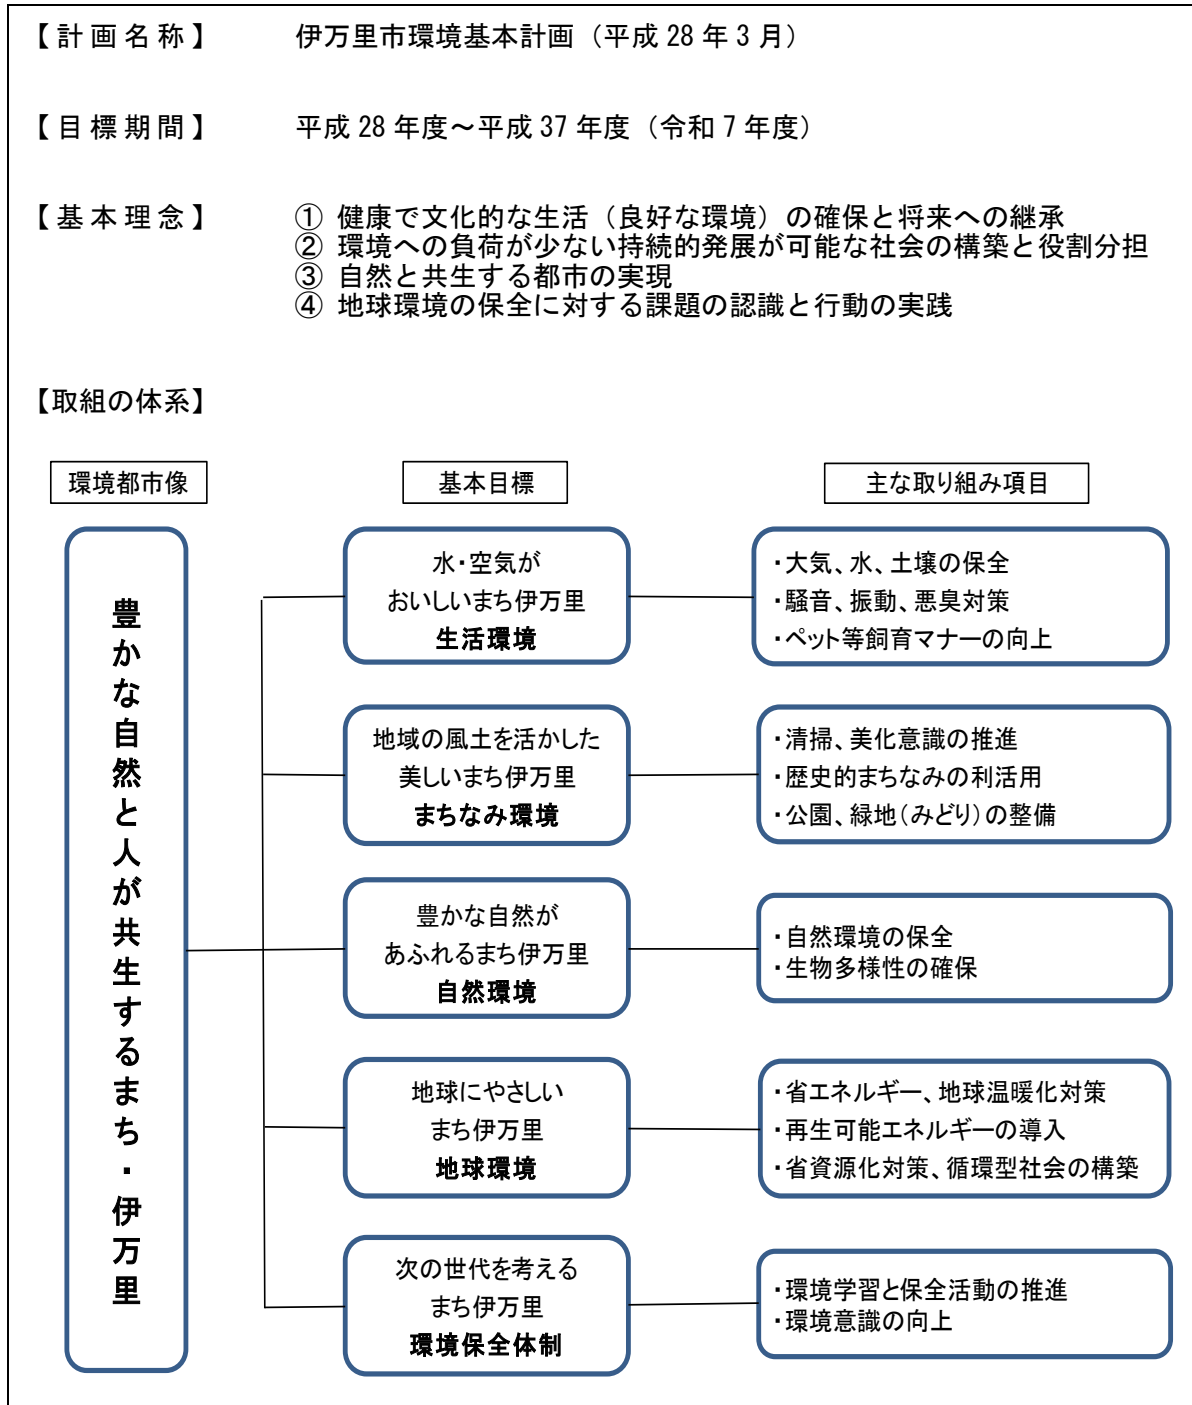 【計画名称】 伊万里市環境基本計画（平成 28 年 3 月）
【目標期間】 平成 28 年度～平成 37 年度（令和 7 年度）
【基本理念】 ① 健康で文化的な生活（良好な環境）の確保と将来への継承
② 環境への負荷が少ない持続的発展が可能な社会の構築と役割分担
③ 自然と共生する都市の実現
④ 地球環境の保全に対する課題の認識と行動の実践
【取組の体系】
環境都市像 基本目標 主な取り組み項目
豊かな自然と人が共生するまち・伊万里
水・空気が
おいしいまち伊万里
生活環境
・大気、水、土壌の保全
・騒音、振動、悪臭対策
・ペット等飼育マナーの向上
地域の風土を活かした
美しいまち伊万里
まちなみ環境
・清掃、美化意識の推進
・歴史的まちなみの利活用
・公園、緑地（みどり）の整備
豊かな自然が
あふれるまち伊万里
自然環境
・自然環境の保全
・生物多様性の確保
地球にやさしい
まち伊万里
地球環境
・省エネルギー、地球温暖化対策
・再生可能エネルギーの導入
・省資源化対策、循環型社会の構築
次の世代を考える
まち伊万里
環境保全体制
・環境学習と保全活動の推進
・環境意識の向上